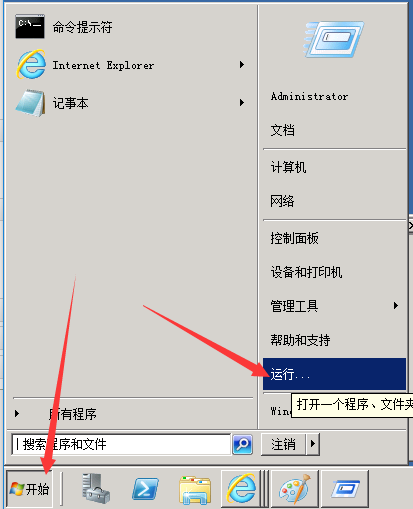 命令提示符
Internet Explorer
记事本
所有程序
搜索程序和文件
Administrator
文档
计算机
网络
控制面板
设备和打印机
管理工具
帮助和支持
运行...
Win
打开一个程序、文件夹
注销
开始